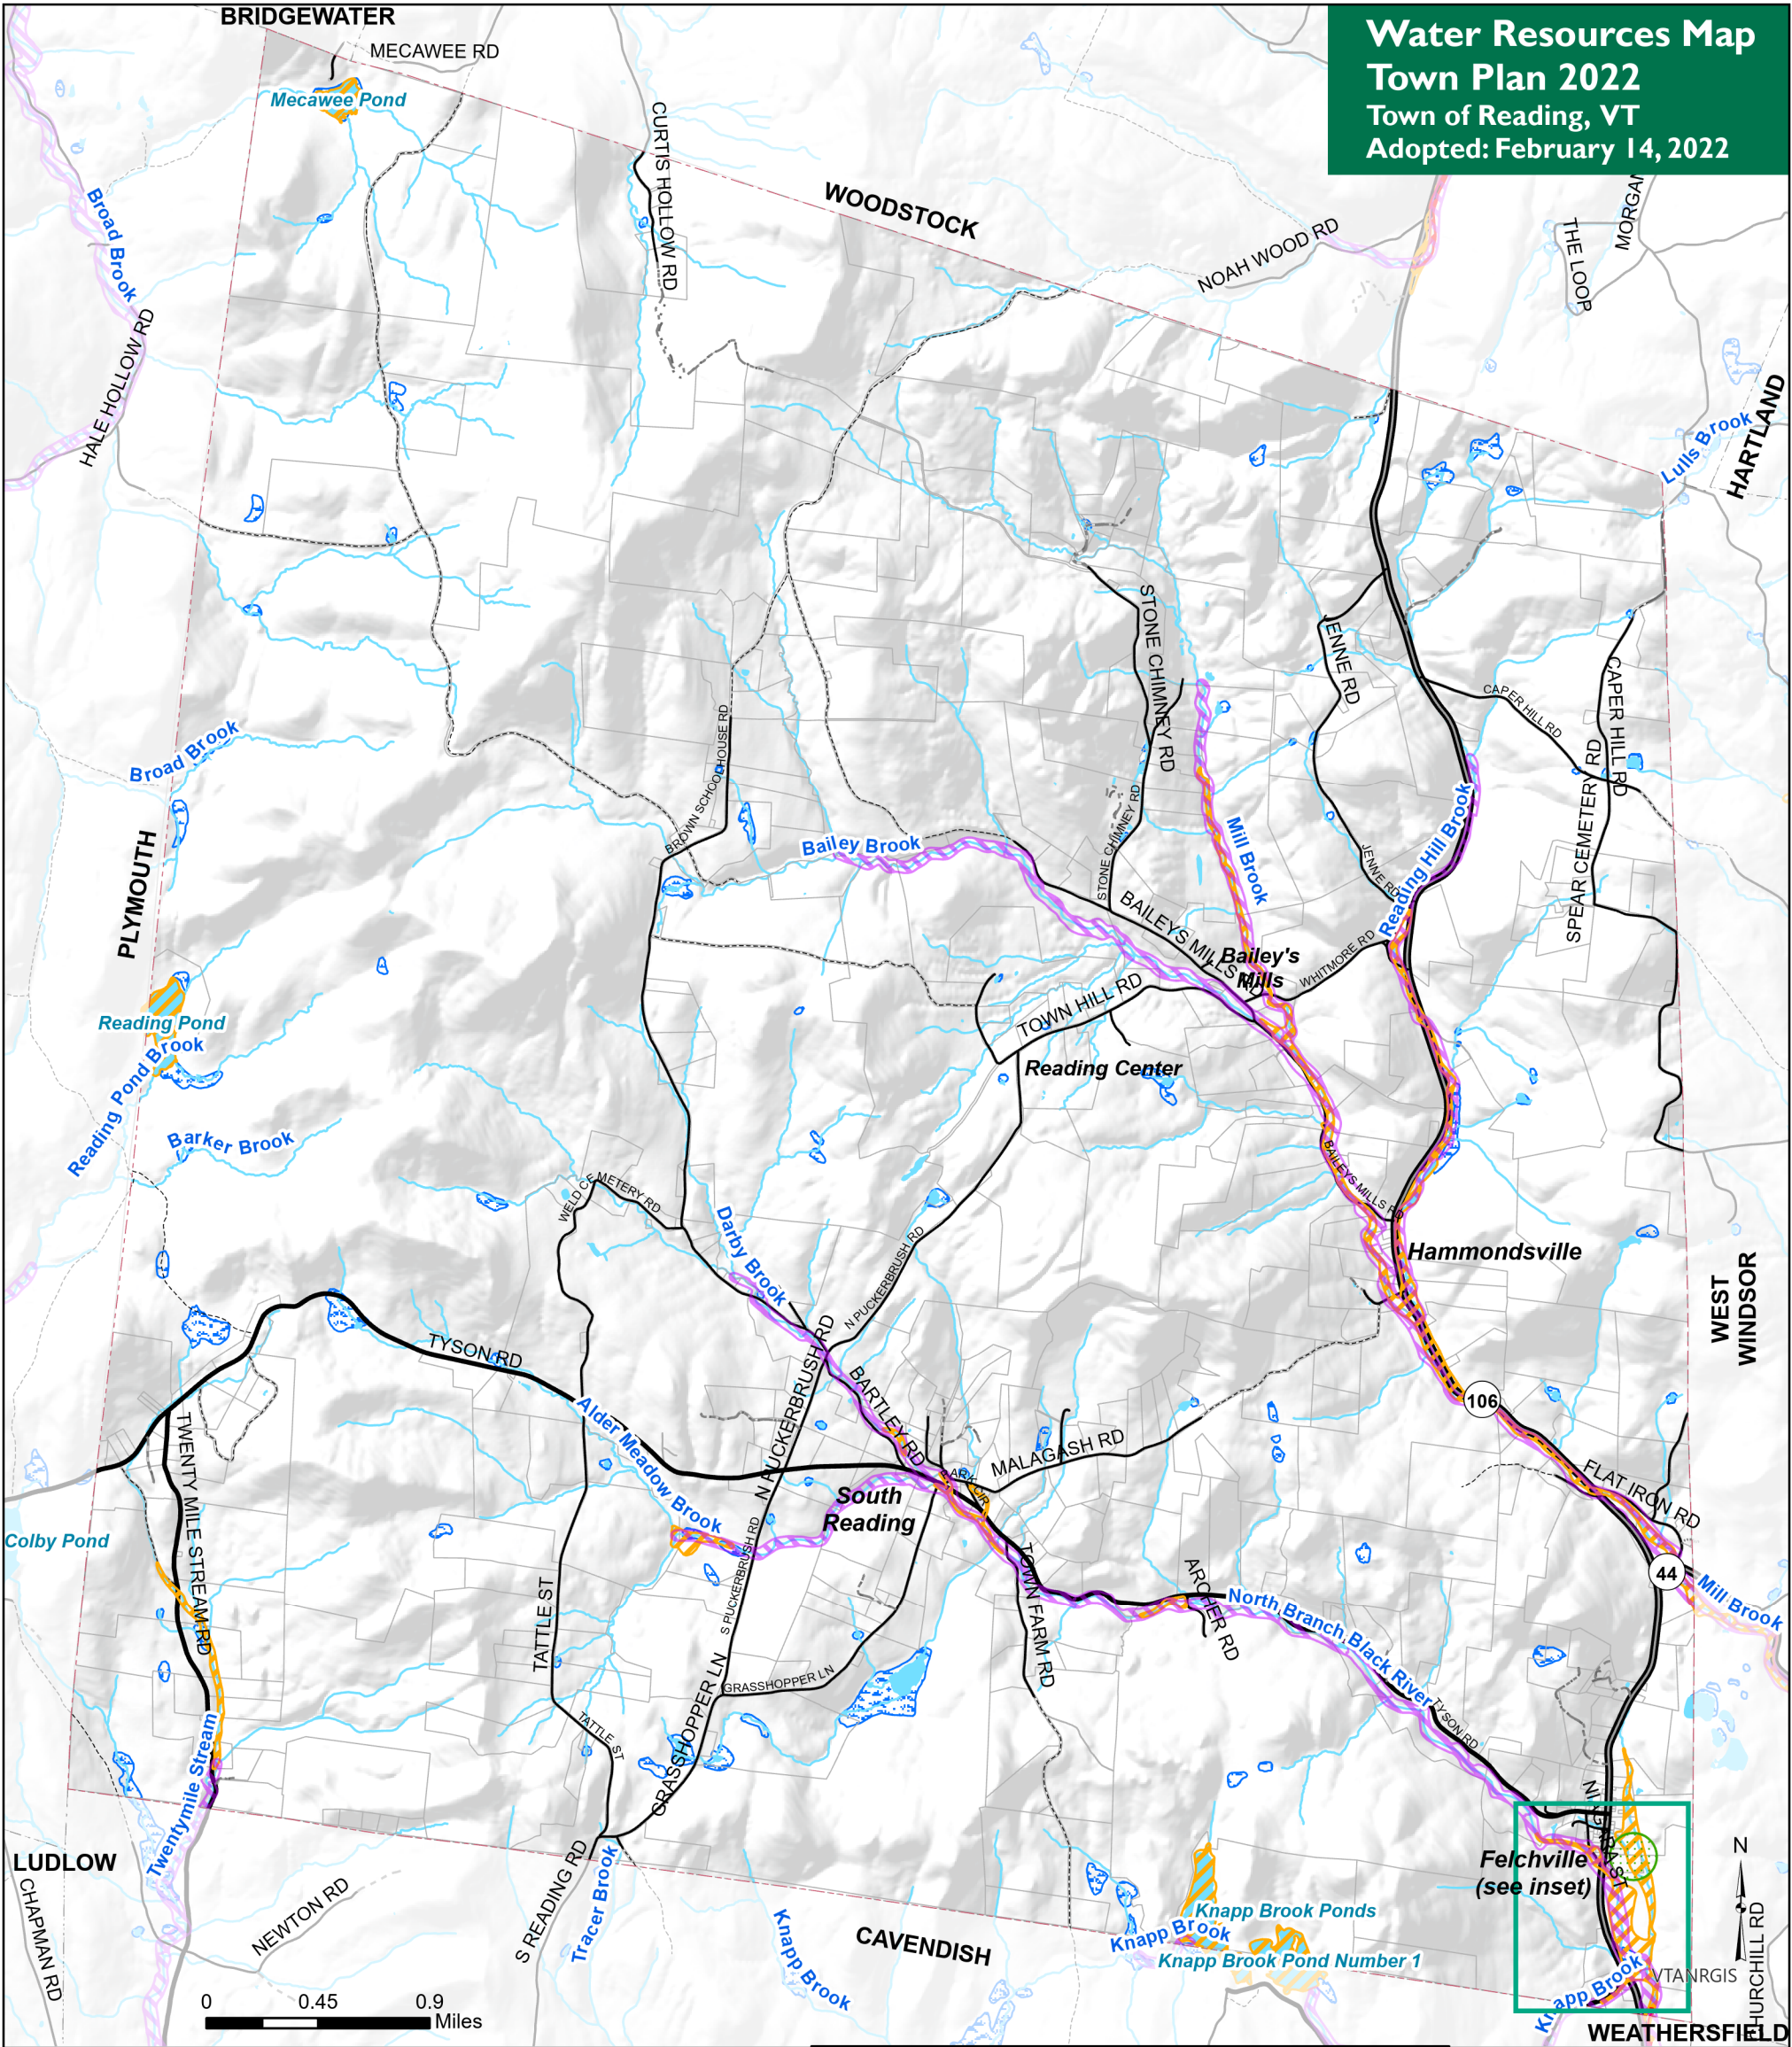 BRIDGEWATER
MECAWEE RD
Water Resources Map
Town Plan 2022
Town of Reading, VT
Adopted: February 14, 2022
Mecawee Pond
CURTIS HOLLOW RD
WOODSTOCK
NOAH WOOD RD
THE LOOP
MORGAN
Broad Brook
HALE HOLLOW RD
HARTLAND
Lulls Brook
STONE CHIMNEY RD
JENNE RD
CAPER HILL RD
CAPER HILL RD
SPEAR CEMETERY RD
Broad Brook
BROWN SCHOOLHOUSE RD
Bailey Brook
STONE CHIMNEY RD
Mill Brook
JENNE RD
Reading Hill Brook
PLYMOUTH
BAILEYS MILLS RD
Bailey's
Mills
WHITMORE RD
TOWN HILL RD
Reading Pond
Reading Pond Brook
Reading Center
Barker Brook
BAILEYS MILLS RD
WELD CEMETERY RD
Darby Brook
N PUCKERBRUSH RD
Hammondsville
WEST
WINDSOR
TYSON RD
N PUCKERBRUSH RD
BARTLEY RD
106
Alder Meadow Brook
TWENTY MILE STREAM RD
MALAGASH RD
PARK CIR
South
Reading
FLAT IRON RD
Colby Pond
S PUCKERBRUSH RD
TATTLE ST
TOWN FARM RD
ARCHER RD
44
Mill Brook
North Branch Black River
GRASSHOPPER LN
GRASSHOPPER LN
TATTLE ST
TYSON RD
Twentymile Stream
LUDLOW
CHAPMAN RD
NEWTON RD
S READING RD
Tracer Brook
Knapp Brook
CAVENDISH
Knapp Brook
Knapp Brook Ponds
Knapp Brook Pond Number 1
Felchville
(see inset)
N
VTANRGIS
CHURCHILL RD
Knapp Brook
WEATHERSFIELD
0 0.45 0.9
Miles